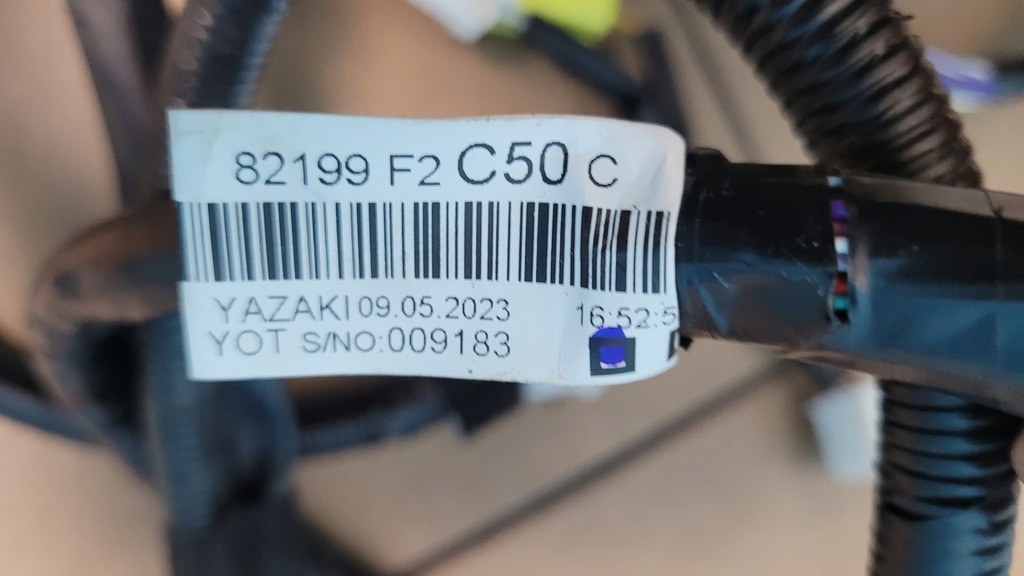 82199 F2 C50 C
YAZAKI 09.05.2023 16:52:5
YOT S/NO:009183